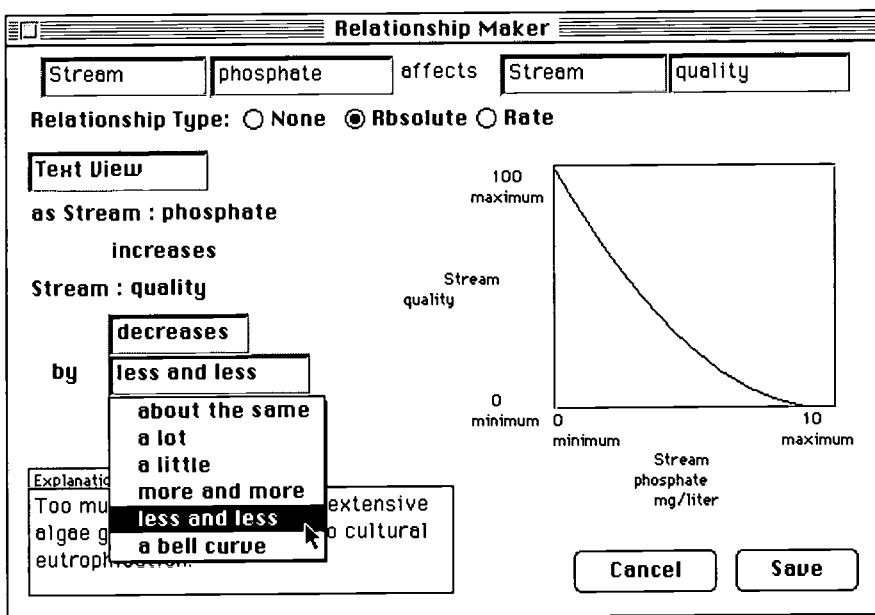 Relationship Maker
Stream phosphate affects Stream quality
Relationship Type: None Absolute Rate
Text View
as Stream : phosphate
increases
Stream : quality
decreases
by less and less
about the same
a lot
a little
more and more
less and less
a bell curve
Explanatio
Too mu extensive
algae g o cultural
eutroph
100
maximum
Stream
quality
0
minimum
0 10
minimum maximum
Stream
phosphate
mg/liter
Cancel Save